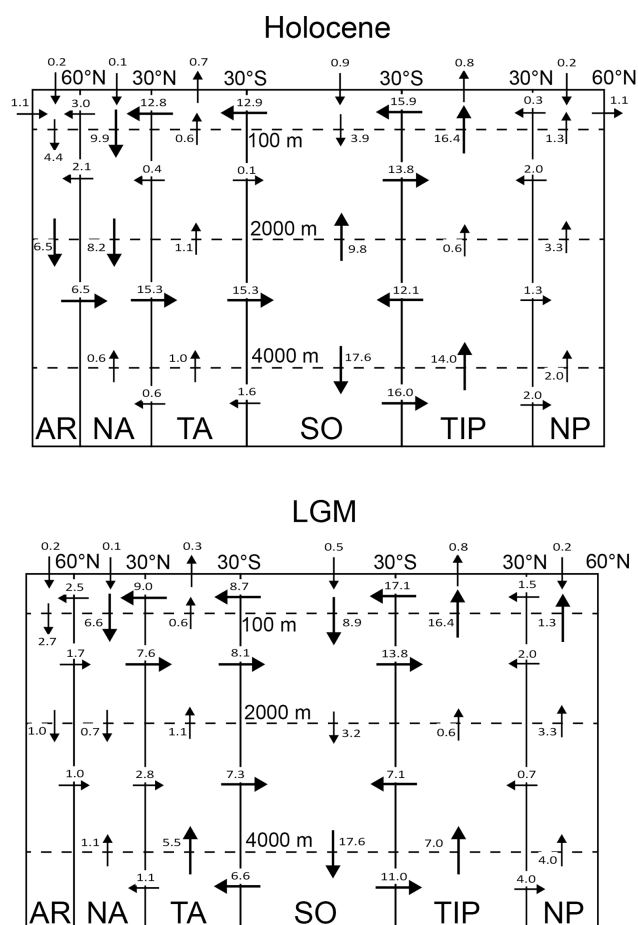 Holocene
0.2 0.1 0.7 0.9 0.8 0.2
60°N 30°N 30°S 30°S 30°N 60°N
1.1 3.0 12.8 12.9 15.9 0.3 1.1
9.9 0.6 100 m 3.9 16.4 1.3
4.4
2.1 0.4 0.1 13.8 2.0
2000 m
6.5 8.2 1.1 9.8 0.6 3.3
6.5 15.3 15.3 12.1 1.3
0.6 1.0 4000 m 17.6 14.0 2.0
0.6 1.6 16.0 2.0
AR NA TA SO TIP NP
LGM
0.2 0.1 0.3 0.5 0.8 0.2
60°N 30°N 30°S 30°S 30°N 60°N
2.5 9.0 8.7 17.1 1.5
6.6 0.6 100 m 8.9 16.4 1.3
2.7
1.7 7.6 8.1 13.8 2.0
2000 m
1.0 0.7 1.1 3.2 0.6 3.3
1.0 2.8 7.3 7.1 0.7
1.1 5.5 4000 m 17.6 7.0 4.0
1.1 6.6 11.0 4.0
AR NA TA SO TIP NP